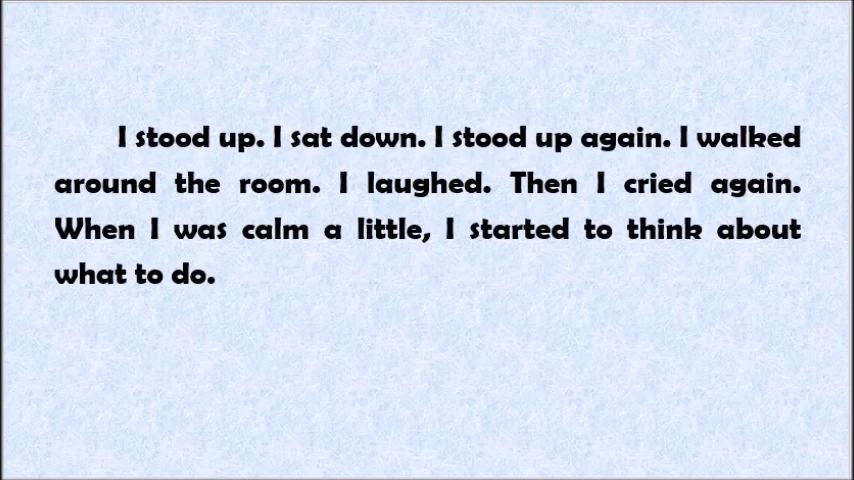 I stood up. I sat down. I stood up again. I walked
around the room. I laughed. Then I cried again.
When I was calm a little, I started to think about
what to do.